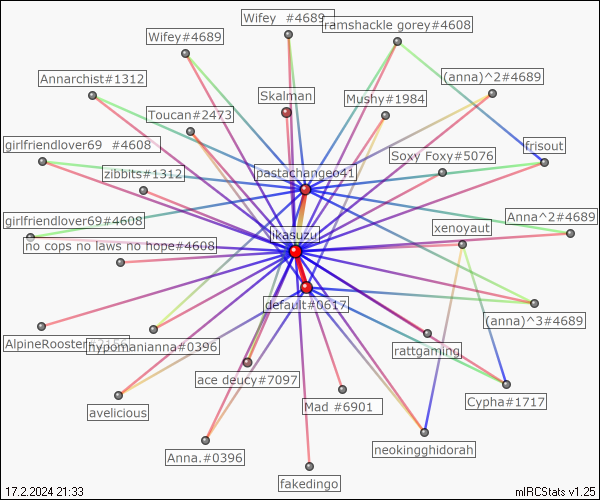 Wifey  #4689
ramshackle gorey#4608
Wifey#4689
Annarchist#1312
(anna)^2#4689
Skalman
Mushy#1984
Toucan#2473
girlfriendlover69  #4608
frisout
Soxy Foxy#5076
zibbits#1312
pastachangeo41
Anna^2#4689
girlfriendlover69#4608
xenoyaut
ikasuzu
no cops no laws no hope#4608
default#0617
(anna)^3#4689
hypomanianna#0396
rattgaming
ace deucy#7097
Cypha#1717
Mad #6901
avelicious
neokingghidorah
Anna.#0396
fakedingo
17.2.2024 21:33
mIRCStats v1.25